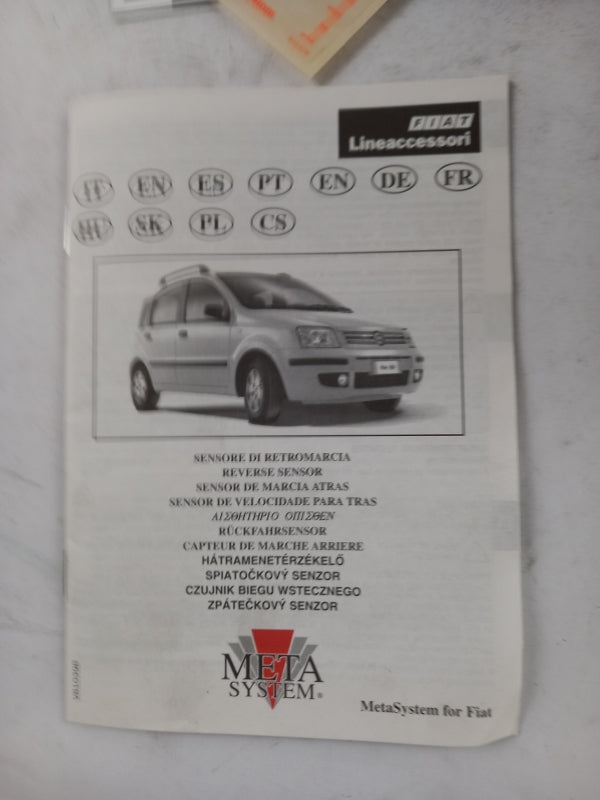 FIAT
Lineaccessori
IT EN ES PT EN DE FR
HU SK PL CS
SENSORE DI RETROMARCIA
REVERSE SENSOR
SENSOR DE MARCIA ATRAS
SENSOR DE VELOCIDADE PARA TRAS
ΑΙΣΘΗΤΗΡΙΟ ΟΠΙΣΘΕΝ
RÜCKFAHRSENSOR
CAPTEUR DE MARCHE ARRIERE
HÁTRAMENETÉRZÉKELŐ
SPIATOČKOVÝ SENZOR
CZUJNIK BIEGU WSTECZNEGO
ZPÁTEČKOVÝ SENZOR
META
SYSTEM®
MetaSystem for Fiat